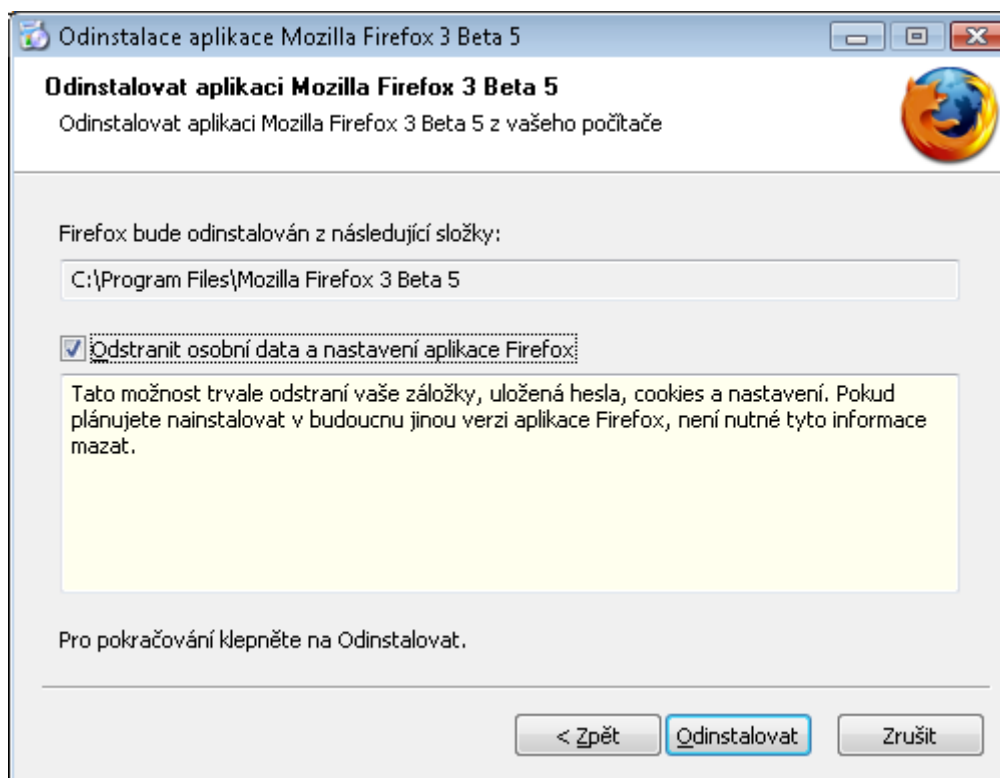 Odinstalace aplikace Mozilla Firefox 3 Beta 5
Odinstalovat aplikaci Mozilla Firefox 3 Beta 5
Odinstalovat aplikaci Mozilla Firefox 3 Beta 5 z vašeho počítače
Firefox bude odinstalován z následující složky:
C:\Program Files\Mozilla Firefox 3 Beta 5
Odstranit osobní data a nastavení aplikace Firefox
Tato možnost trvale odstraní vaše záložky, uložená hesla, cookies a nastavení. Pokud
plánujete nainstalovat v budoucnu jinou verzi aplikace Firefox, není nutné tyto informace
mazat.
Pro pokračování klepněte na Odinstalovat.
< Zpět
Odinstalovat
Zrušit